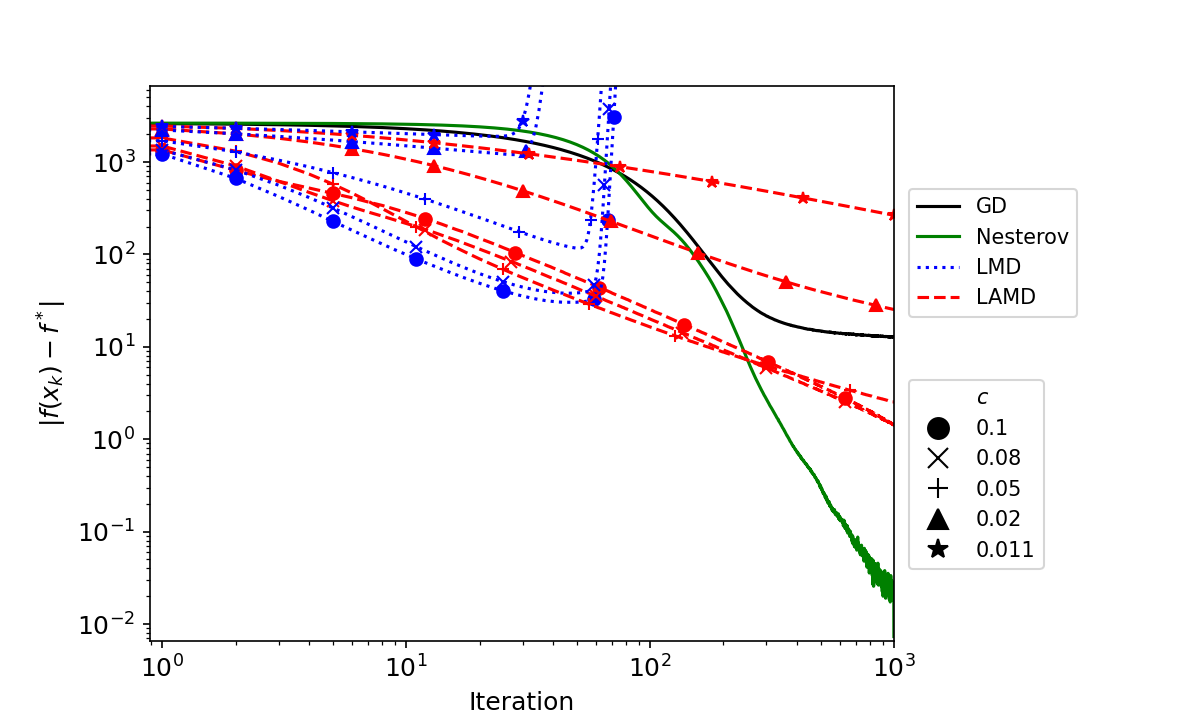 10^3
10^2
10^1
10^0
10^-1
10^-2
|f(x_k) − f^*|
10^0
10^1
10^2
10^3
Iteration
GD
Nesterov
LMD
LAMD
c
0.1
0.08
0.05
0.02
0.011